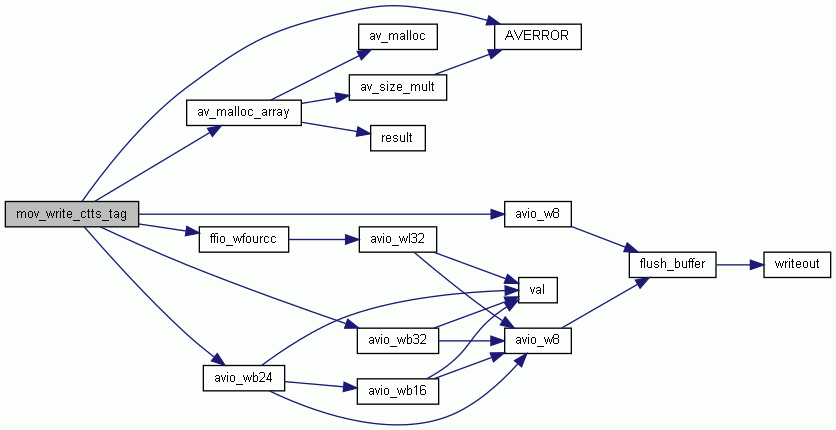 av_malloc
AVERROR
av_size_mult
av_malloc_array
result
mov_write_ctts_tag
avio_w8
ffio_wfourcc
avio_wl32
flush_buffer
writeout
val
avio_wb32
avio_w8
avio_wb24
avio_wb16